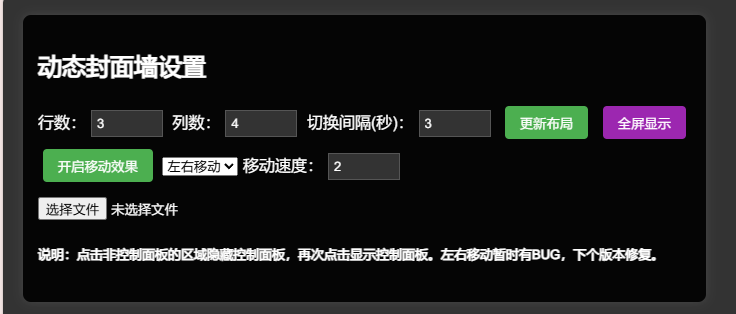 动态封面墙设置
行数： 3 列数： 4 切换间隔(秒)： 3 更新布局 全屏显示
开启移动效果 左右移动 移动速度： 2
选择文件 未选择文件
说明：点击非控制面板的区域隐藏控制面板，再次点击显示控制面板。左右移动暂时有BUG，下个版本修复。